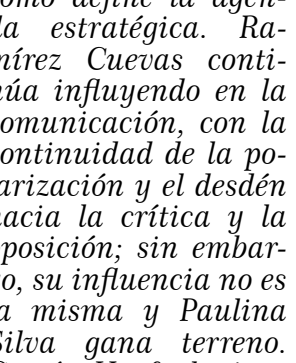 como define la agen-
da estratégica. Ra-
mírez Cuevas conti-
núa influyendo en la
comunicación, con la
continuidad de la po-
larización y el desdén
hacia la crítica y la
oposición; sin embar-
go, su influencia no es
la misma y Paulina
Silva gana terreno.